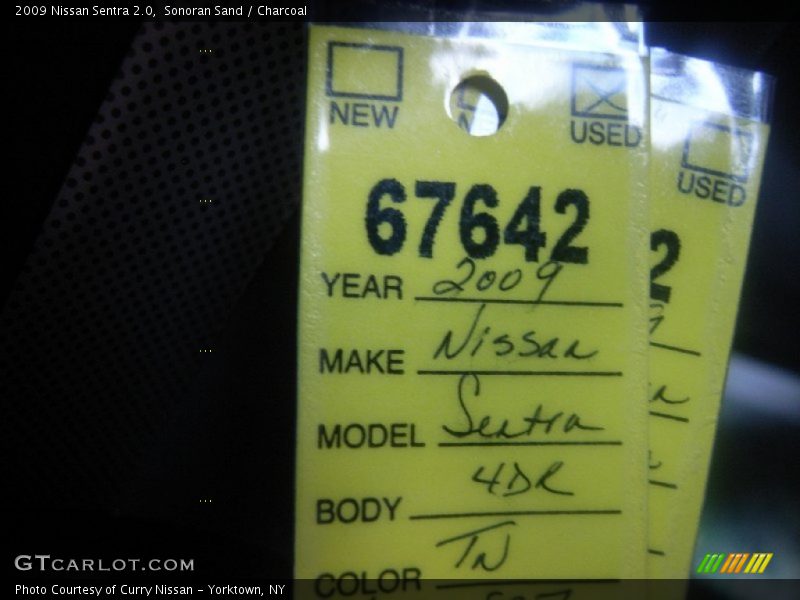 2009 Nissan Sentra 2.0,  Sonoran Sand / Charcoal
NEW
USED
67642
YEAR 2009
MAKE Nissan
MODEL Sentra
BODY 4DR
COLOR TN
USED
2
GTCARLOT.COM
Photo Courtesy of Curry Nissan - Yorktown, NY